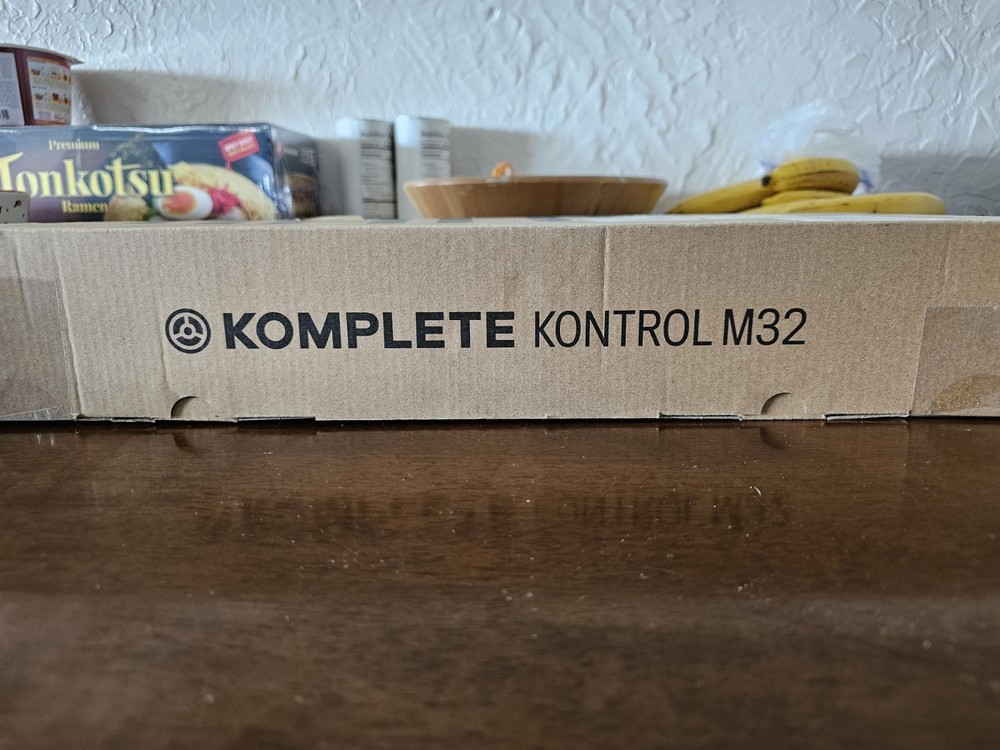 Premium
Tonkotsu
Ramen
KOMPLETE KONTROL M32